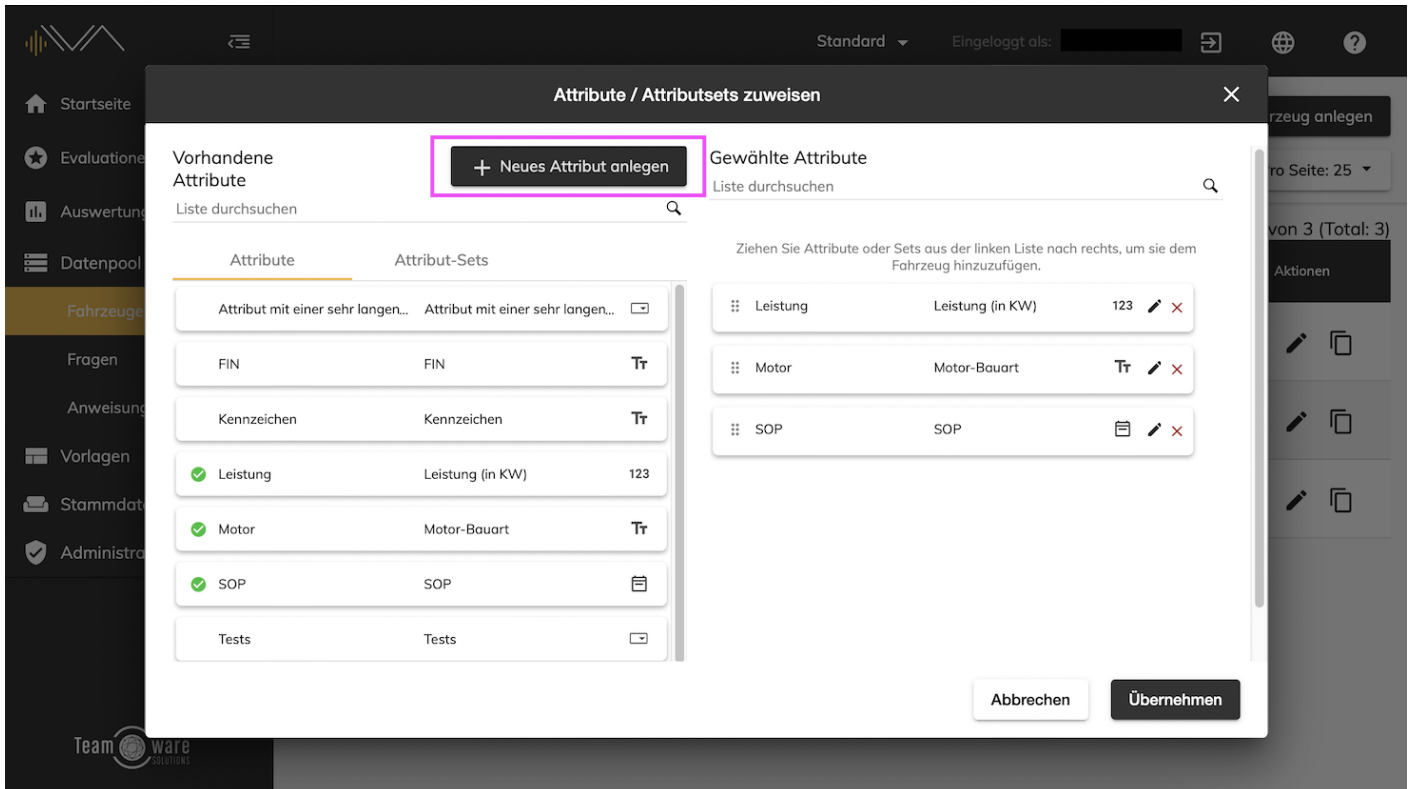 Standard
Eingeloggt als:
Startseite
Evaluatione
Auswertung
Datenpool
Fahrzeuge
Fragen
Anweisung
Vorlagen
Stammdat
Administra
Team ware
SOLUTIONS
rzeug anlegen
ro Seite: 25
von 3 (Total: 3)
Aktionen
Attribute / Attributsets zuweisen
Vorhandene
Attribute
Neues Attribut anlegen
Liste durchsuchen
Attribute
Attribut-Sets
Attribut mit einer sehr langen... Attribut mit einer sehr langen...
FIN FIN Tт
Kennzeichen Kennzeichen Tт
Leistung Leistung (in KW) 123
Motor Motor-Bauart Tт
SOP SOP
Tests Tests
Gewählte Attribute
Liste durchsuchen
Ziehen Sie Attribute oder Sets aus der linken Liste nach rechts, um sie dem
Fahrzeug hinzuzufügen.
Leistung Leistung (in KW) 123
Motor Motor-Bauart Tт
SOP SOP
Abbrechen
Übernehmen